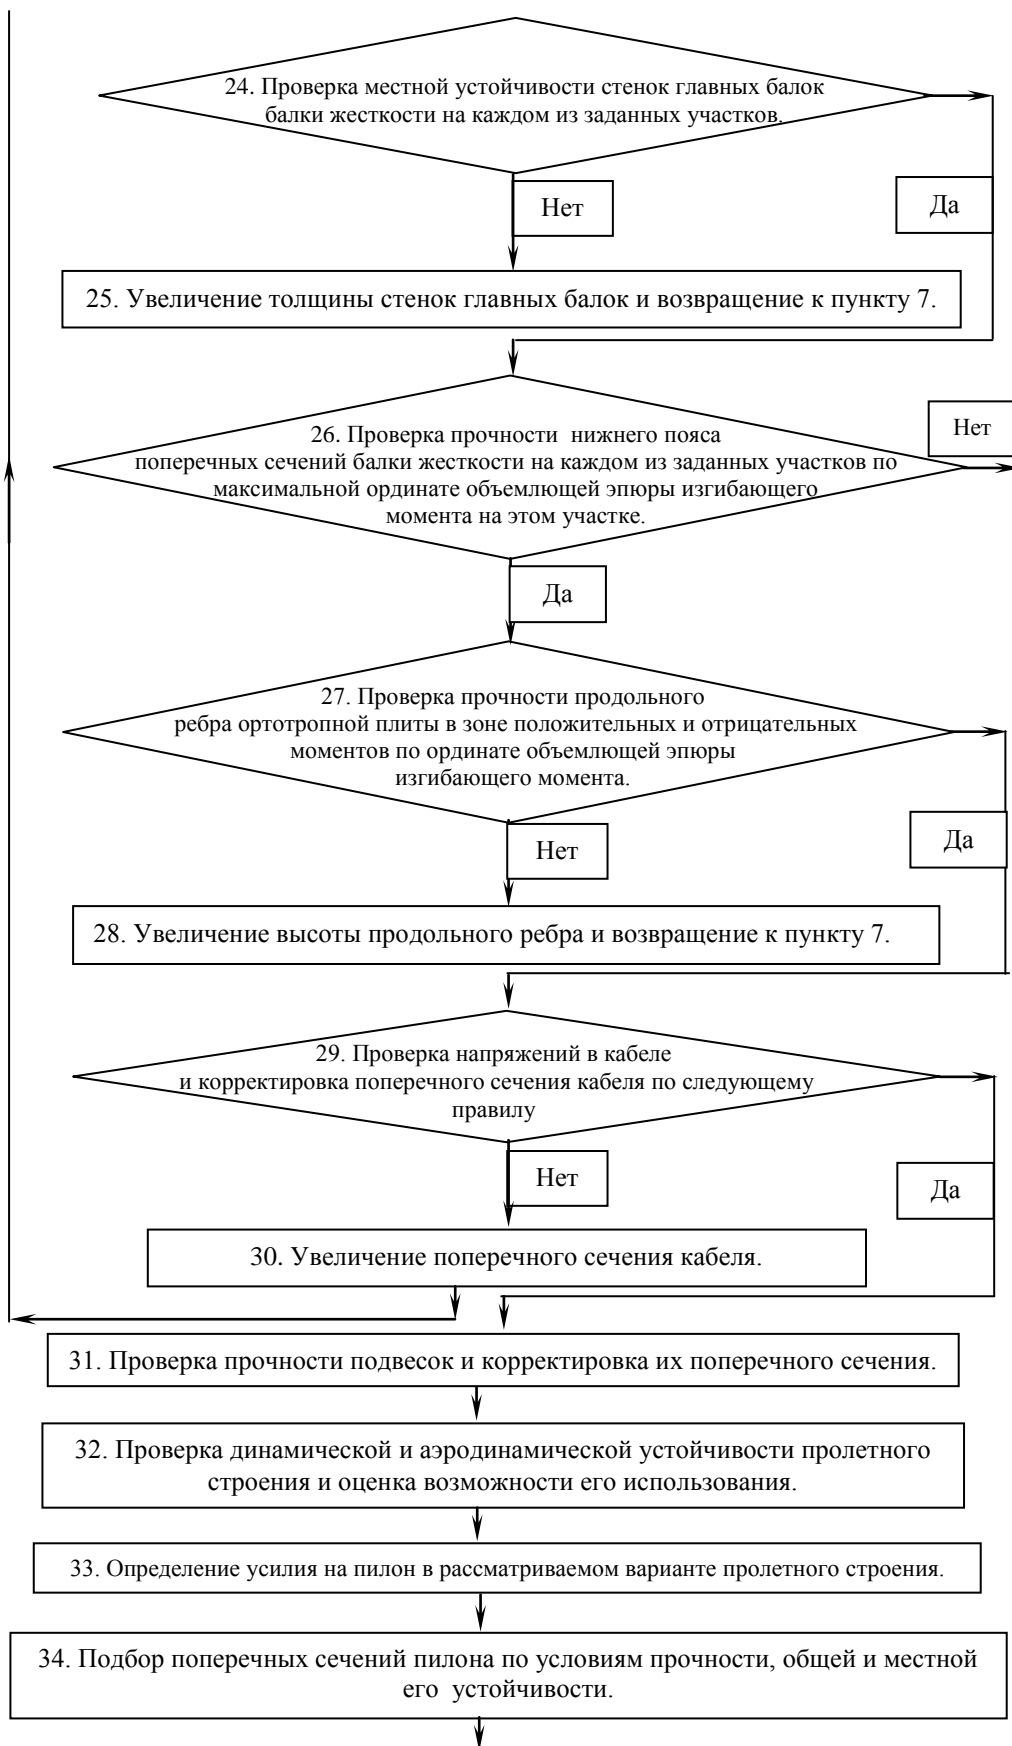 24. Проверка местной устойчивости стенок главных балок
балки жесткости на каждом из заданных участков.
Нет
Да
25. Увеличение толщины стенок главных балок и возвращение к пункту 7.
Нет
26. Проверка прочности нижнего пояса
поперечных сечений балки жесткости на каждом из заданных участков по
максимальной ординате объемлющей эпюры изгибающего
момента на этом участке.
Да
27. Проверка прочности продольного
ребра ортотропной плиты в зоне положительных и отрицательных
моментов по ординате объемлющей эпюры
изгибающего момента.
Нет
Да
28. Увеличение высоты продольного ребра и возвращение к пункту 7.
29. Проверка напряжений в кабеле
и корректировка поперечного сечения кабеля по следующему
правилу
Нет
Да
30. Увеличение поперечного сечения кабеля.
31. Проверка прочности подвесок и корректировка их поперечного сечения.
32. Проверка динамической и аэродинамической устойчивости пролетного
строения и оценка возможности его использования.
33. Определение усилия на пилон в рассматриваемом варианте пролетного строения.
34. Подбор поперечных сечений пилона по условиям прочности, общей и местной
его устойчивости.